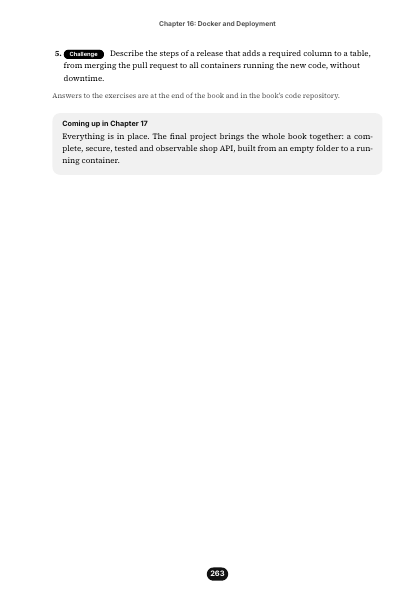 Chapter 16: Docker and Deployment
5. Challenge Describe the steps of a release that adds a required column to a table,
from merging the pull request to all containers running the new code, without
downtime.
Answers to the exercises are at the end of the book and in the book's code repository.
Coming up in Chapter 17
Everything is in place. The final project brings the whole book together: a com-
plete, secure, tested and observable shop API, built from an empty folder to a run-
ning container.
263